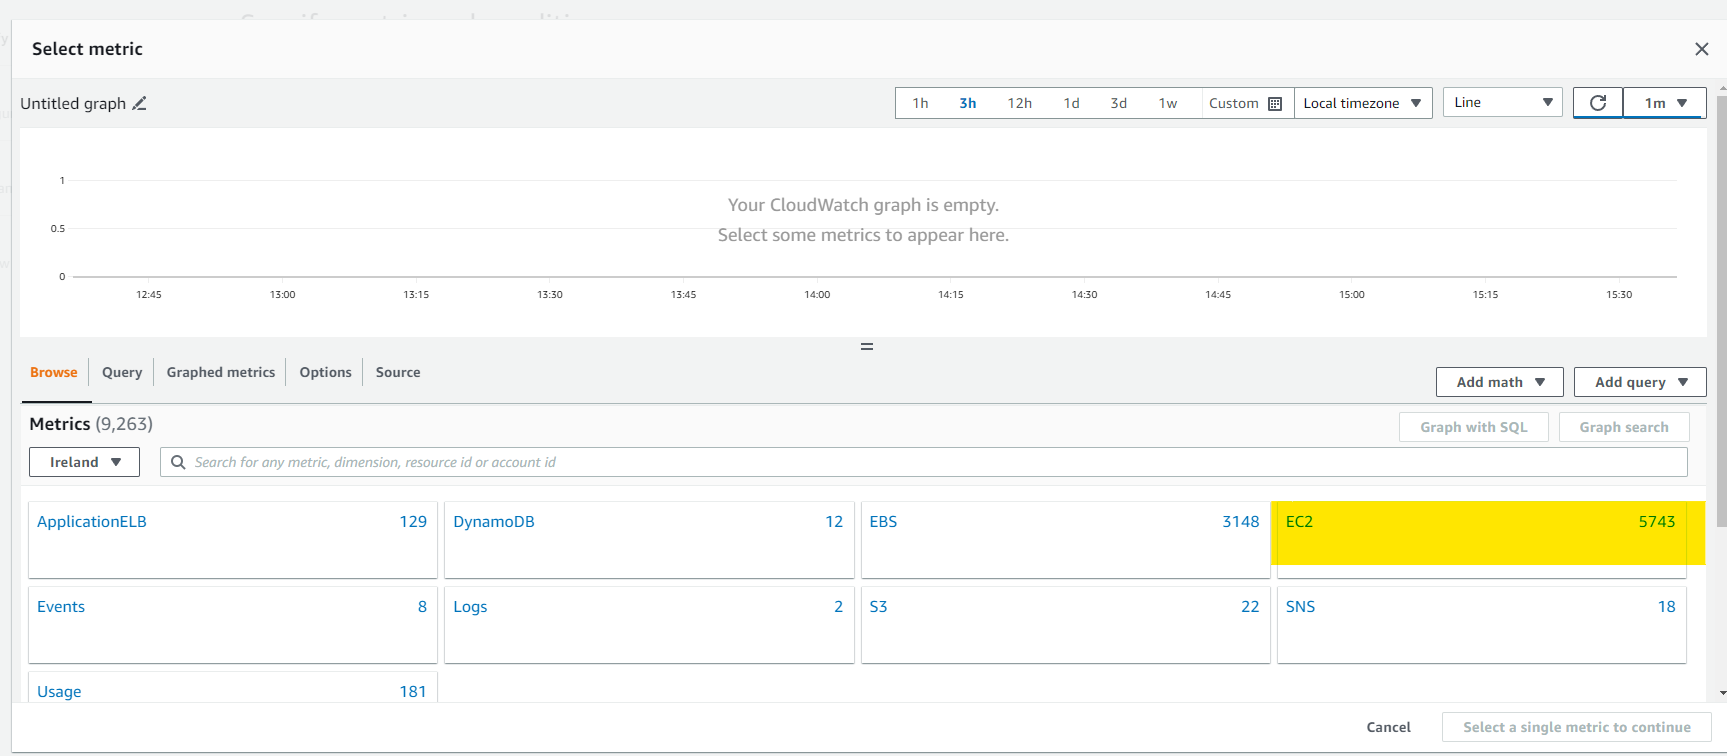 Select metric
Untitled graph
1h 3h 12h 1d 3d 1w Custom Local timezone Line 1m
1
Your CloudWatch graph is empty.
0.5
Select some metrics to appear here.
0
12:45 13:00 13:15 13:30 13:45 14:00 14:15 14:30 14:45 15:00 15:15 15:30
Browse Query Graphed metrics Options Source
Add math Add query
Metrics (9,263)
Graph with SQL Graph search
Ireland Search for any metric, dimension, resource id or account id
ApplicationELB 129 DynamoDB 12 EBS 3148 EC2 5743
Events 8 Logs 2 S3 22 SNS 18
Usage 181
Cancel Select a single metric to continue